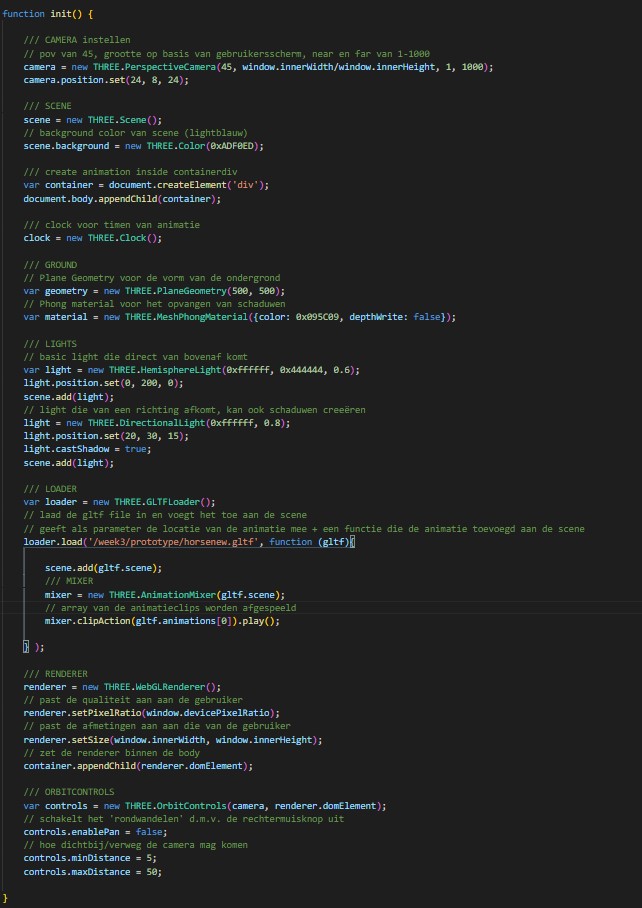 function init() {
/// CAMERA instellen
// pov van 45, grootte op basis van gebruikersscherm, near en far van 1-1000
camera = new THREE.PerspectiveCamera(45, window.innerWidth/window.innerHeight, 1, 1000);
camera.position.set(24, 8, 24);
/// SCENE
scene = new THREE.Scene();
// background color van scene (lightblauw)
scene.background = new THREE.Color(0xADF0ED);
/// create animation inside containerdiv
var container = document.createElement('div');
document.body.appendChild(container);
/// clock voor timen van animatie
clock = new THREE.Clock();
/// GROUND
// Plane Geometry voor de vorm van de ondergrond
var geometry = new THREE.PlaneGeometry(500, 500);
// Phong material voor het opvangen van schaduwen
var material = new THREE.MeshPhongMaterial({color: 0x095C09, depthWrite: false});
/// LIGHTS
// basic light die direct van bovenaf komt
var light = new THREE.HemisphereLight(0xffffff, 0x444444, 0.6);
light.position.set(0, 200, 0);
scene.add(light);
// light die van een richting afkomt, kan ook schaduwen creeëren
light = new THREE.DirectionalLight(0xffffff, 0.8);
light.position.set(20, 30, 15);
light.castShadow = true;
scene.add(light);
/// LOADER
var loader = new THREE.GLTFLoader();
// laad de gltf file in en voegt het toe aan de scene
// geeft als parameter de locatie van de animatie mee + een functie die de animatie toevoegd aan de scene
loader.load('/week3/prototype/horsenew.gltf', function (gltf){
scene.add(gltf.scene);
/// MIXER
mixer = new THREE.AnimationMixer(gltf.scene);
// array van de animatieclips worden afgespeeld
mixer.clipAction(gltf.animations[0]).play();
} );
/// RENDERER
renderer = new THREE.WebGLRenderer();
// past de qualiteit aan aan de gebruiker
renderer.setPixelRatio(window.devicePixelRatio);
// past de afmetingen aan aan die van de gebruiker
renderer.setSize(window.innerWidth, window.innerHeight);
// zet de renderer binnen de body
container.appendChild(renderer.domElement);
/// ORBITCONTROLS
var controls = new THREE.OrbitControls(camera, renderer.domElement);
// schakelt het 'rondwandelen' d.m.v. de rechtermuisknop uit
controls.enablePan = false;
// hoe dichtbij/verweg de camera mag komen
controls.minDistance = 5;
controls.maxDistance = 50;
}